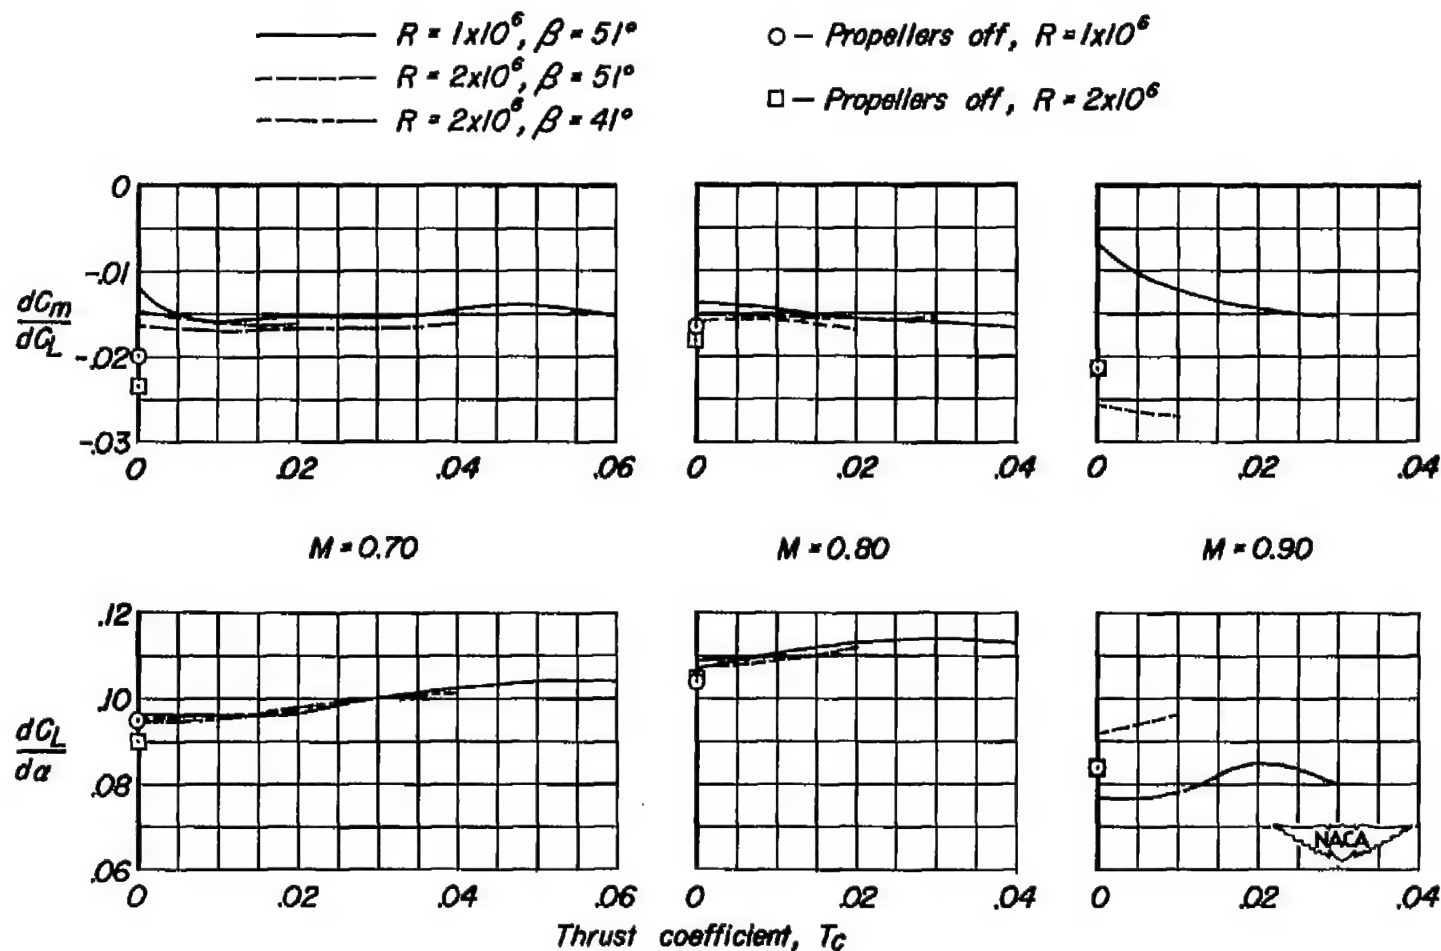 R = 1x10⁶, β = 51°
R = 2x10⁶, β = 51°
R = 2x10⁶, β = 41°
○ – Propellers off, R = 1x10⁶
□ – Propellers off, R = 2x10⁶
dCm
dCL
0
-.01
-.02
-.03
0 .02 .04 .06
0 .02 .04
0 .02 .04
M = 0.70
M = 0.80
M = 0.90
dCL
dα
.12
.10
.08
.06
NACA
0 .02 .04 .06
0 .02 .04
0 .02 .04
Thrust coefficient, Tc